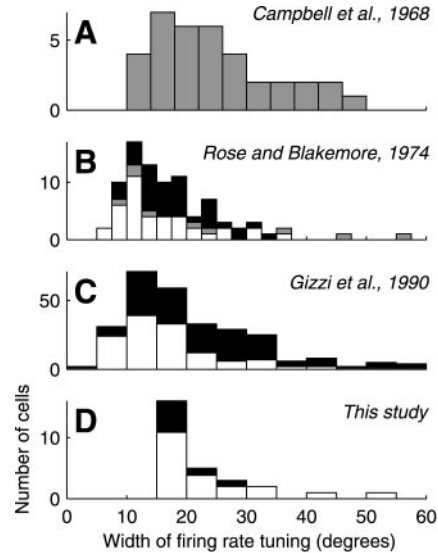 A
Campbell et al., 1968
5
0
B
Rose and Blakemore, 1974
10
0
C
Gizzi et al., 1990
50
0
D
This study
10
0
Number of cells
0 10 20 30 40 50 60
Width of firing rate tuning (degrees)